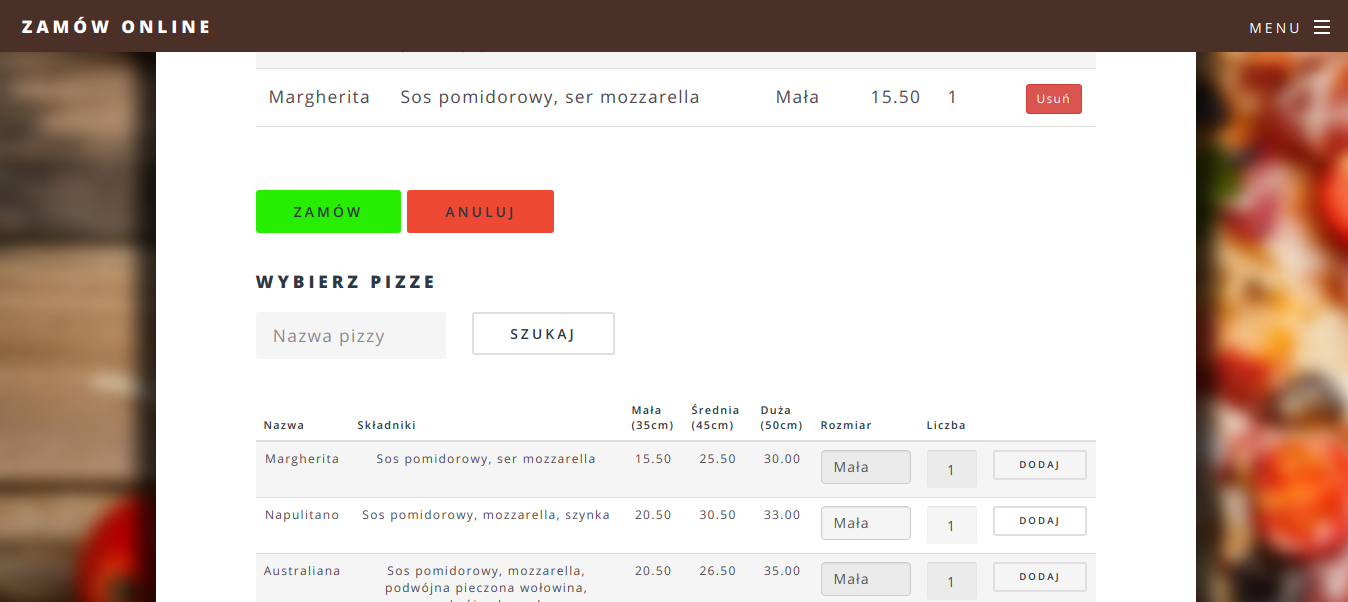 ZAMÓW ONLINE
MENU
Margherita Sos pomidorowy, ser mozzarella Mała 15.50 1 Usuń
ZAMÓW ANULUJ
WYBIERZ PIZZE
Nazwa pizzy SZUKAJ
Nazwa Składniki Mała (35cm) Średnia (45cm) Duża (50cm) Rozmiar Liczba
Margherita Sos pomidorowy, ser mozzarella 15.50 25.50 30.00 Mała 1 DODAJ
Napulitano Sos pomidorowy, mozzarella, szynka 20.50 30.50 33.00 Mała 1 DODAJ
Australiana Sos pomidorowy, mozzarella, 20.50 26.50 35.00 Mała 1 DODAJ
podwójna pieczona wołowina,